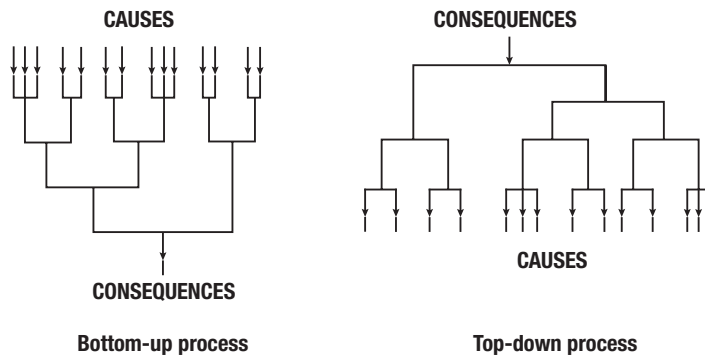 CAUSES
CONSEQUENCES
CONSEQUENCES
CAUSES
Bottom-up process
Top-down process